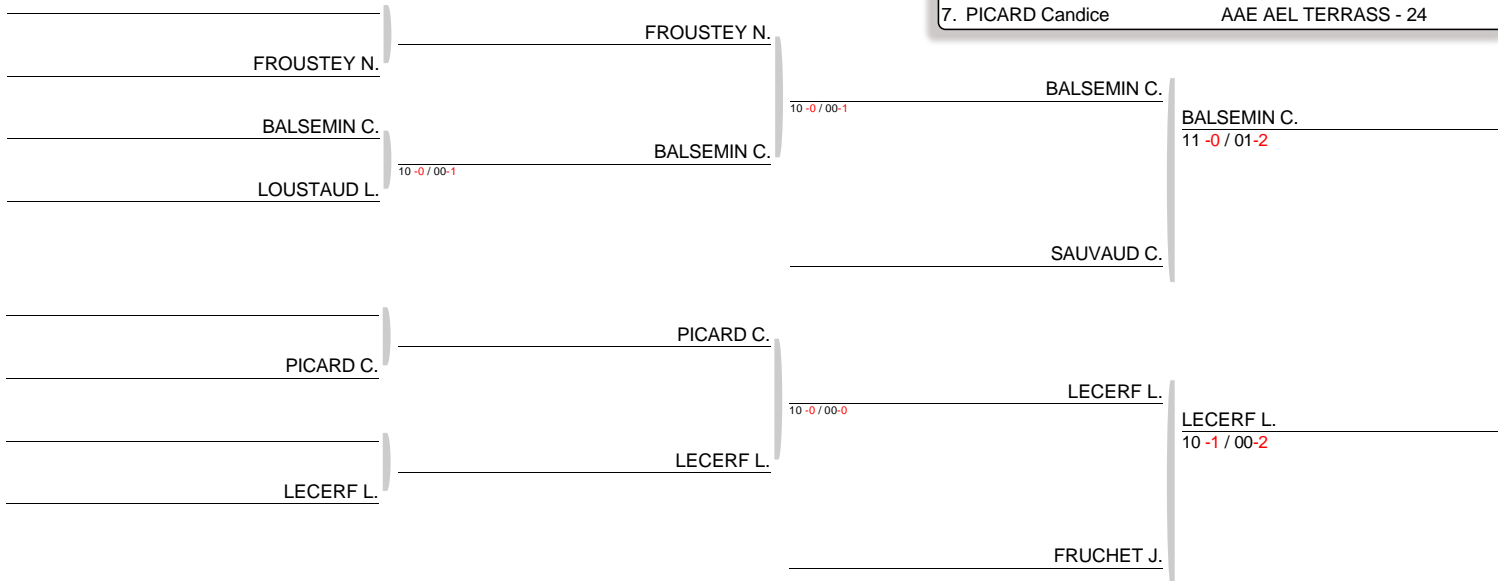 7. PICARD Candice AAE AEL TERRASS - 24
FROUSTEY N.
FROUSTEY N.
BALSEMIN C.
10 -0 / 00-1
BALSEMIN C.
11 -0 / 01-2
BALSEMIN C.
BALSEMIN C.
10 -0 / 00-1
LOUSTAUD L.
SAUVAUD C.
PICARD C.
PICARD C.
LECERF L.
10 -0 / 00-0
LECERF L.
10 -1 / 00-2
LECERF L.
LECERF L.
FRUCHET J.